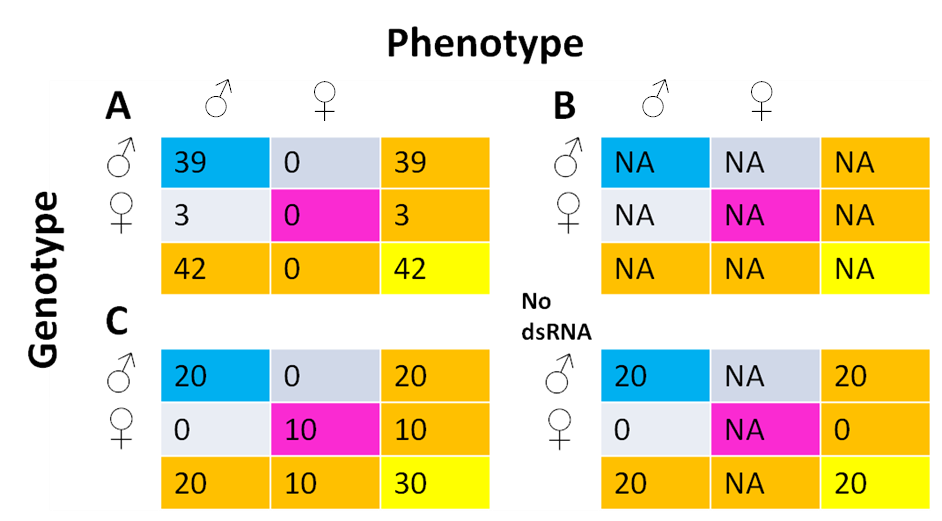 Phenotype
A ♂ ♀
♂ 39 0 39
♀ 3 0 3
42 0 42
B ♂ ♀
♂ NA NA NA
♀ NA NA NA
NA NA NA
Genotype
C
♂ 20 0 20
♀ 0 10 10
20 10 30
No
dsRNA
♂ 20 NA 20
♀ 0 NA 0
20 NA 20